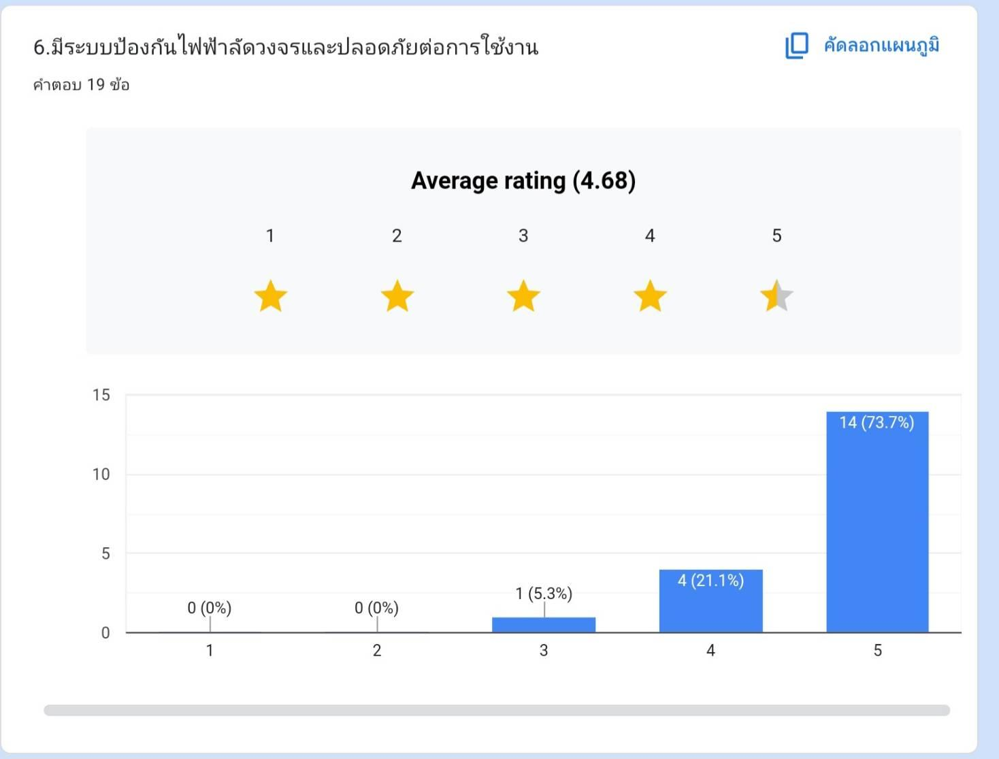 6.มีระบบป้องกันไฟฟ้าลัดวงจรและปลอดภัยต่อการใช้งาน
คัดลอกแผนภูมิ
คำตอบ 19 ข้อ
Average rating (4.68)
1 2 3 4 5
15
14 (73.7%)
10
5
4 (21.1%)
1 (5.3%)
0 (0%) 0 (0%)
0
1 2 3 4 5